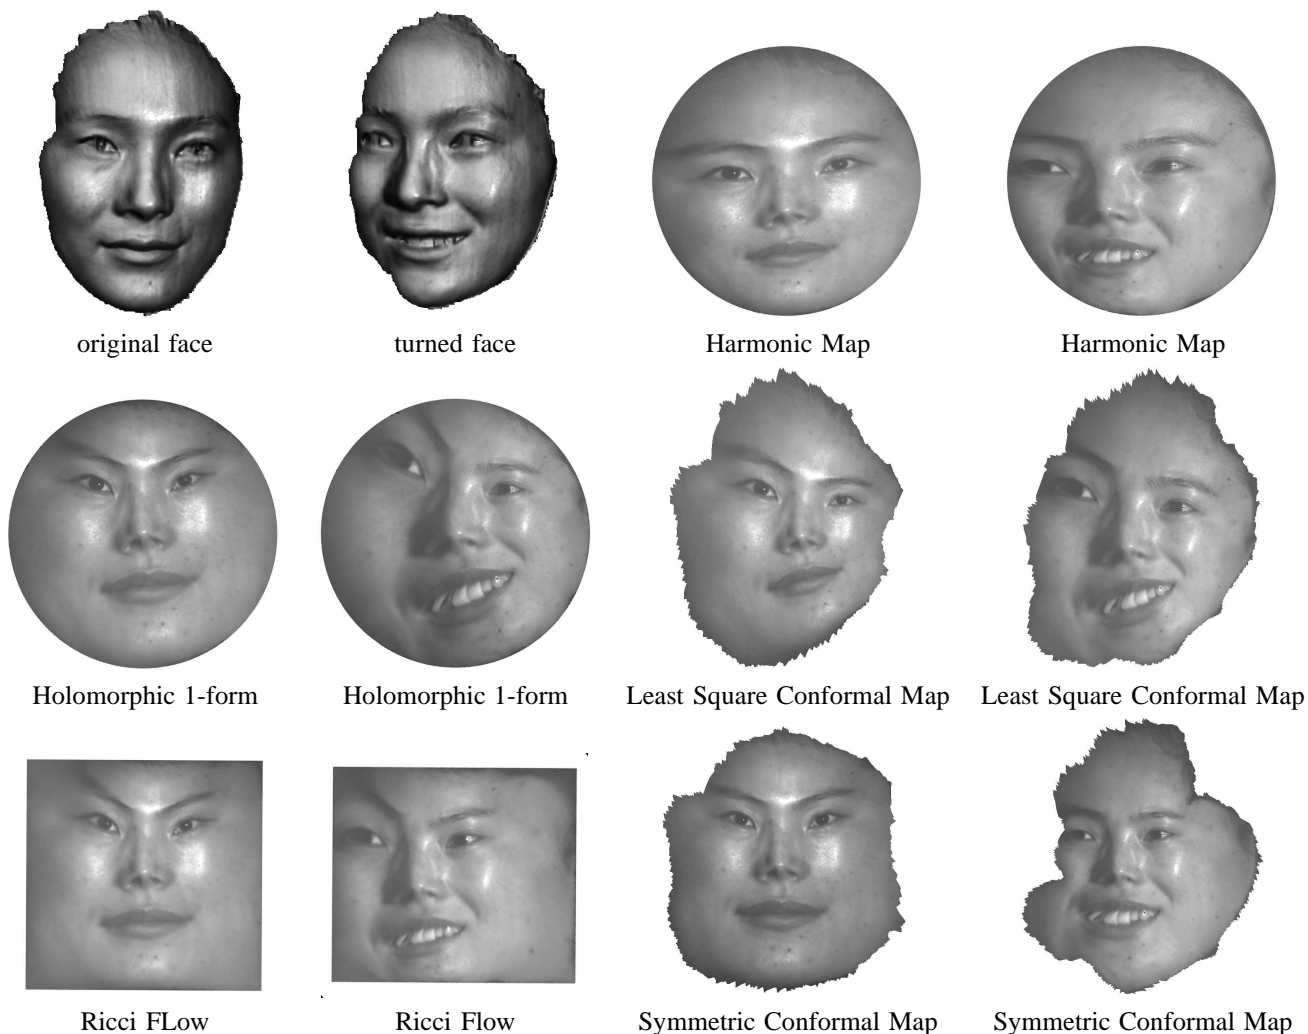 original face
turned face
Harmonic Map
Harmonic Map
Holomorphic 1-form
Holomorphic 1-form
Least Square Conformal Map
Least Square Conformal Map
Ricci FLow
Ricci Flow
Symmetric Conformal Map
Symmetric Conformal Map